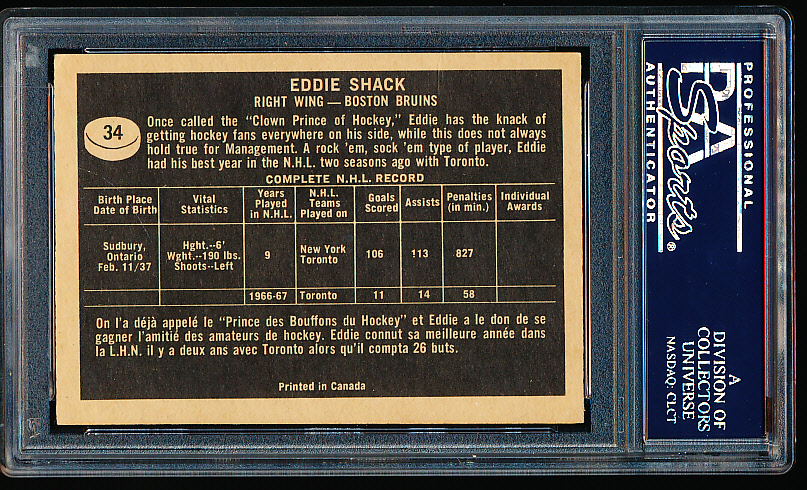 EDDIE SHACK
RIGHT WING — BOSTON BRUINS
34
Once called the "Clown Prince of Hockey," Eddie has the knack of
getting hockey fans everywhere on his side, while this does not always
hold true for Management. A rock 'em, sock 'em type of player, Eddie
had his best year in the N.H.L. two seasons ago with Toronto.
COMPLETE N.H.L. RECORD
Birth Place
Date of Birth
Vital
Statistics
Years
Played
in N.H.L.
N.H.L.
Teams
Played on
Goals
Scored
Assists
Penalties
(in min.)
Individual
Awards
Sudbury,
Ontario
Feb. 11/37
Hght.--6'
Wght.--190 lbs.
Shoots--Left
9
New York
Toronto
106
113
827
1966-67
Toronto
11
14
58
On l'a déjà appelé le "Prince des Bouffons du Hockey" et Eddie a le don de se
gagner l'amitié des amateurs de hockey. Eddie connut sa meilleure année dans
la L.H.N. il y a deux ans avec Toronto alors qu'il compta 26 buts.
Printed in Canada
PROFESSIONAL
PSA
Sports
®
AUTHENTICATOR
A
DIVISION OF
COLLECTORS
UNIVERSE
NASDAQ: CLCT